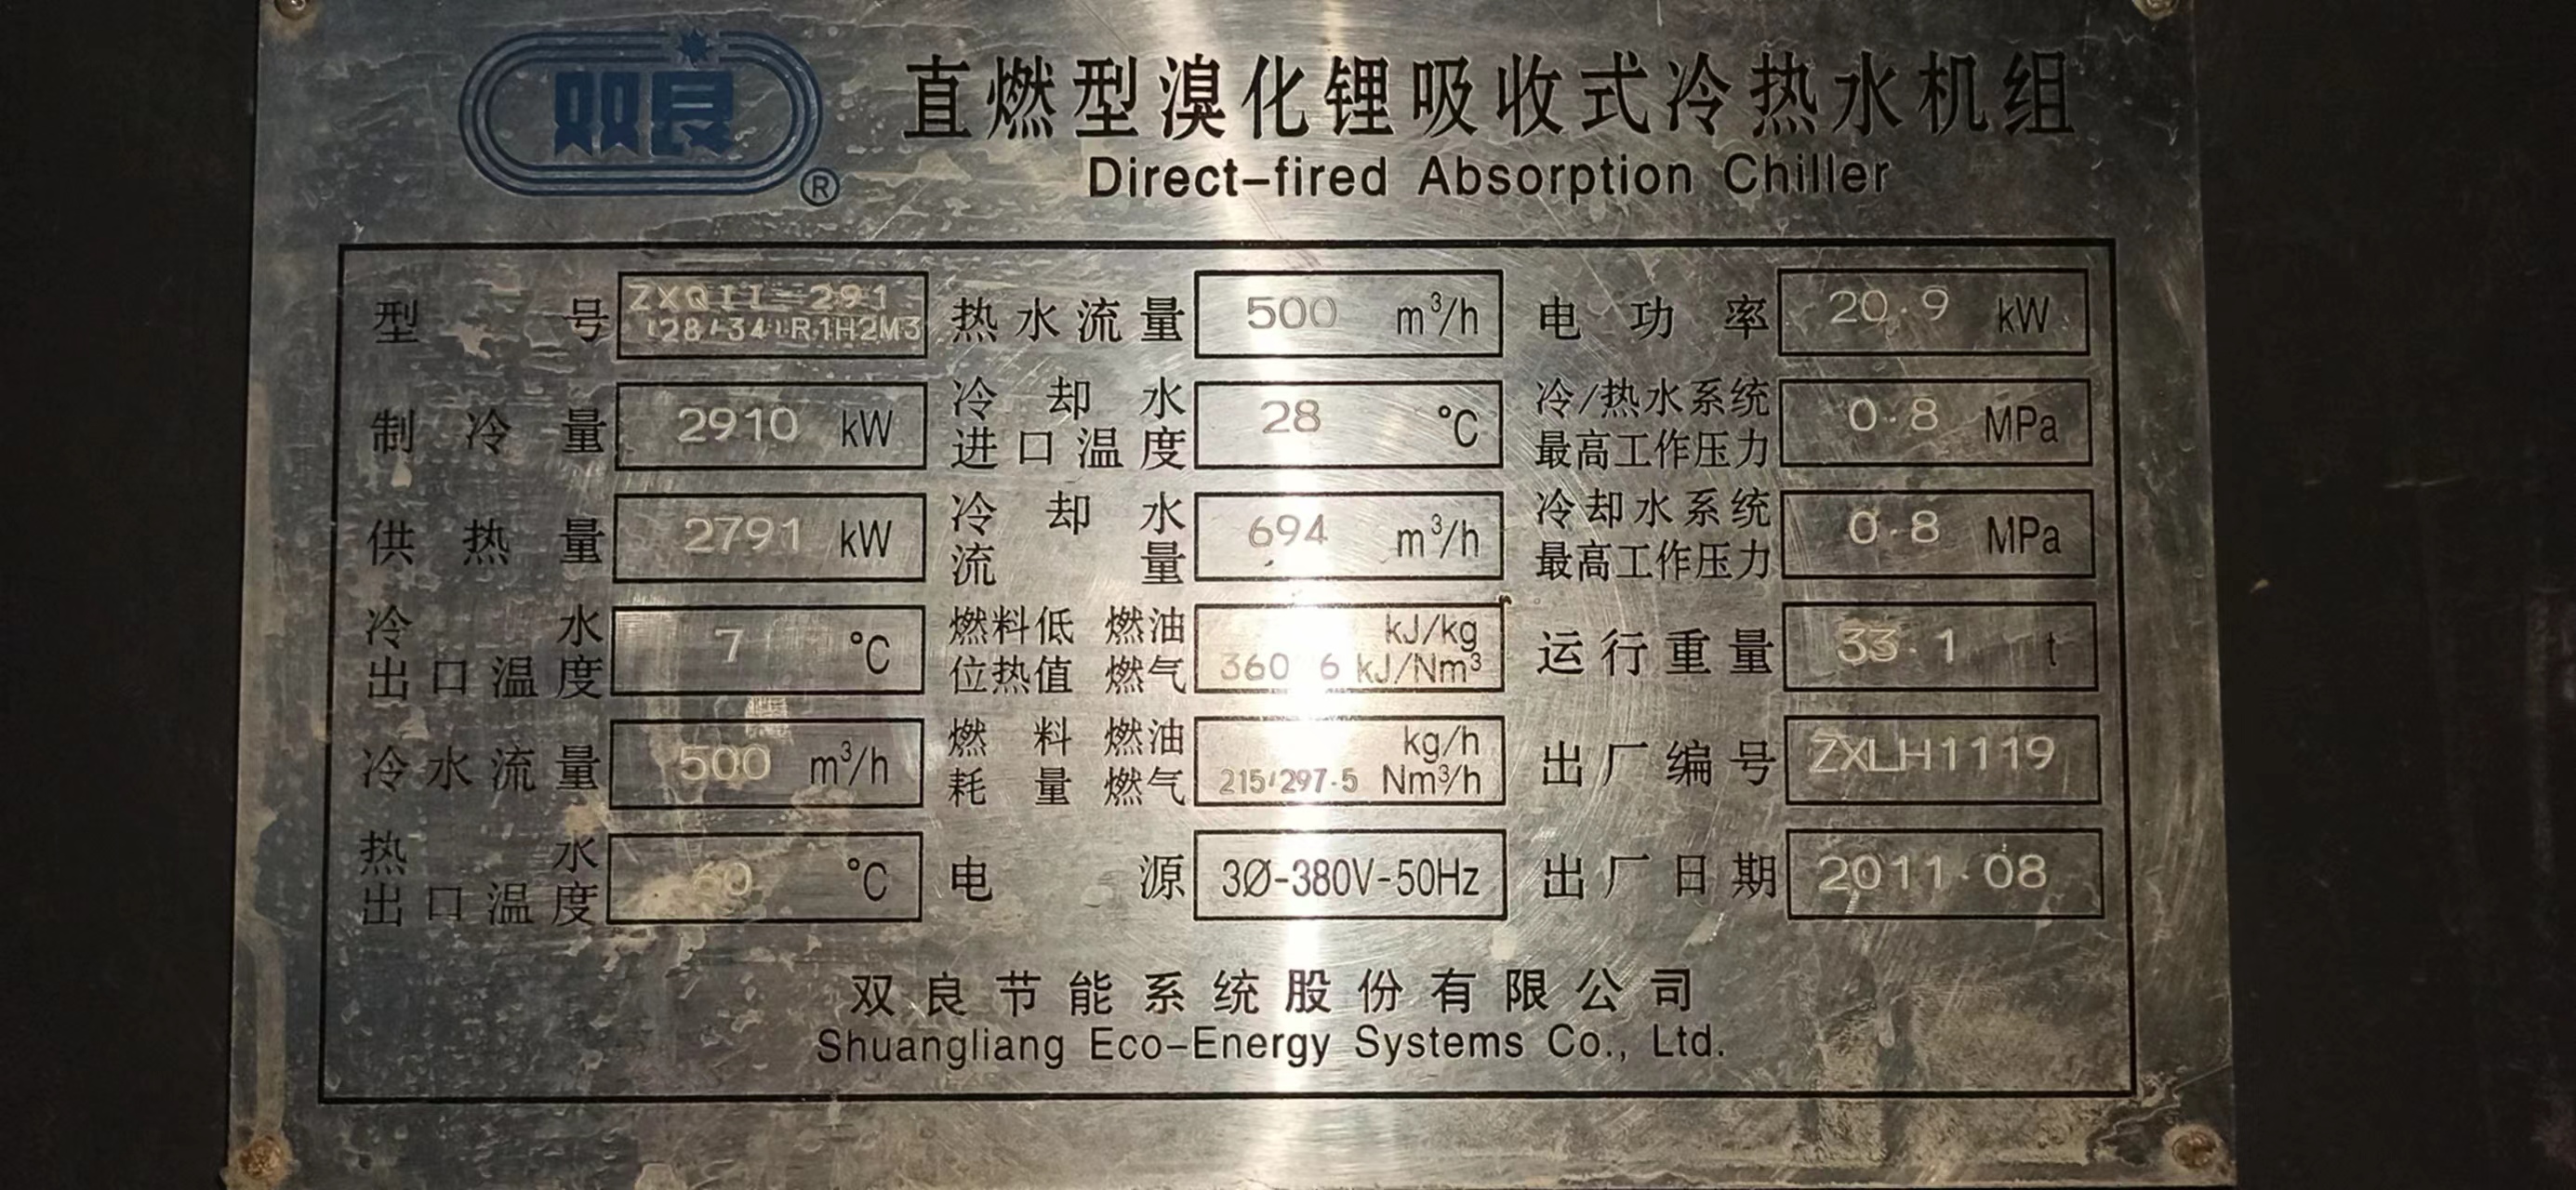 双良®
直燃型溴化锂吸收式冷热水机组
Direct-fired Absorption Chiller
型号 ZXQII-291
(28/34)R1H2M3
制冷量 2910 kW
供热量 2791 kW
冷水
出口温度 7 °C
冷水流量 500 m³/h
热水
出口温度 60 °C
热水流量 500 m³/h
冷却水
进口温度 28 °C
冷却水
流量 694 m³/h
燃料低 燃油 kJ/kg
位热值 燃气 kJ/Nm³
燃料 燃油 kg/h
耗量 燃气 215/297.5 Nm³/h
电源 3Ø-380V-50Hz
电功率 20.9 kW
冷/热水系统
最高工作压力 0.8 MPa
冷却水系统
最高工作压力 0.8 MPa
运行重量 33.1 t
出厂编号 ZXLH1119
出厂日期 2011.08
双良节能系统股份有限公司
Shuangliang Eco-Energy Systems Co., Ltd.